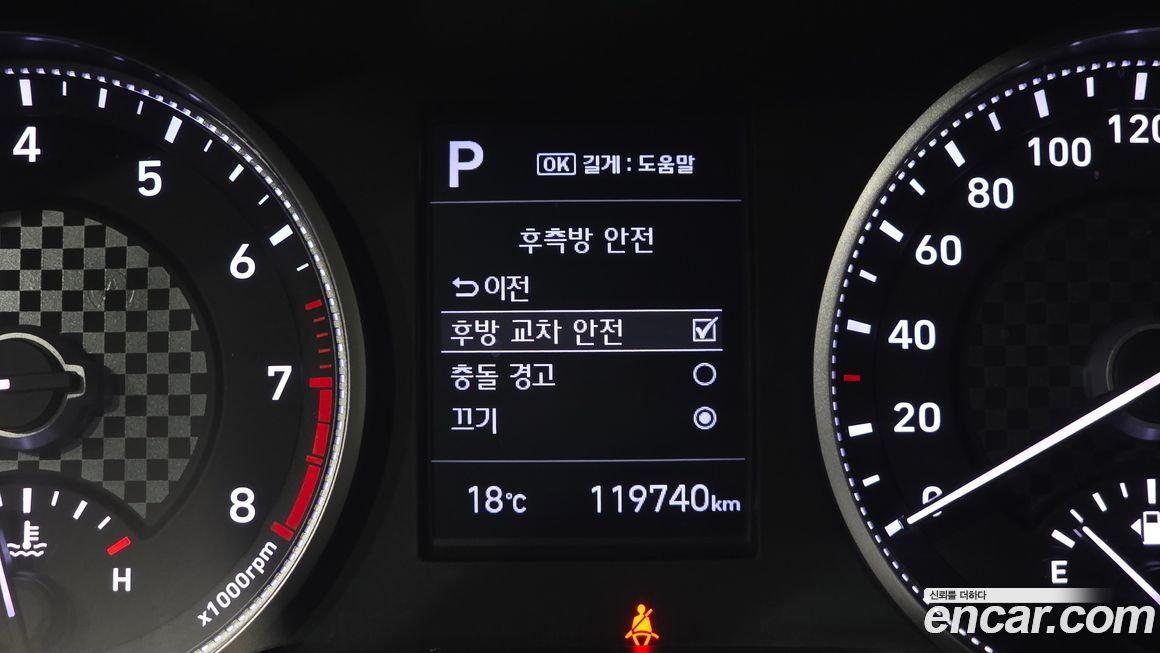 P OK 길게 : 도움말
후측방 안전
이전
후방 교차 안전
충돌 경고
끄기
18℃ 119740km
4
5
6
7
8
x1000rpm
H
120
100
80
60
40
20
0
E
신뢰를 더하다
encar.com